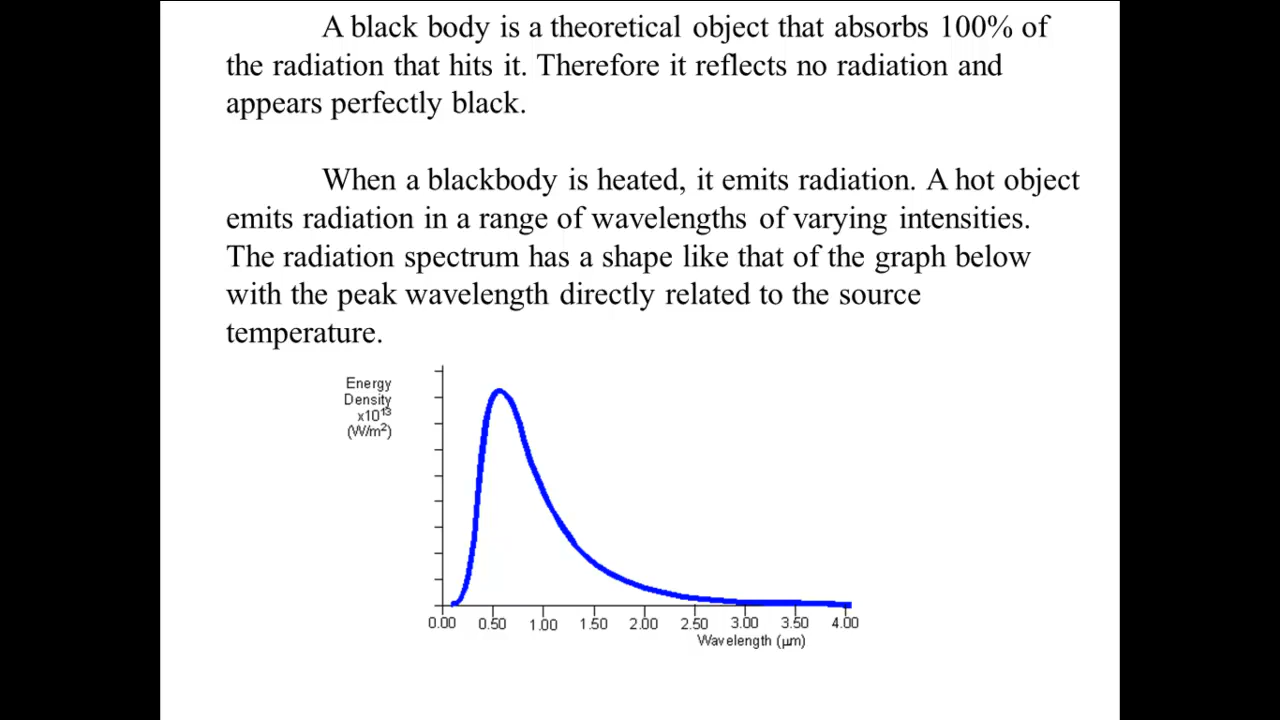 A black body is a theoretical object that absorbs 100% of
the radiation that hits it. Therefore it reflects no radiation and
appears perfectly black.
When a blackbody is heated, it emits radiation. A hot object
emits radiation in a range of wavelengths of varying intensities.
The radiation spectrum has a shape like that of the graph below
with the peak wavelength directly related to the source
temperature.
Energy
Density
x10¹³
(W/m²)
0.00 0.50 1.00 1.50 2.00 2.50 3.00 3.50 4.00
Wavelength (µm)